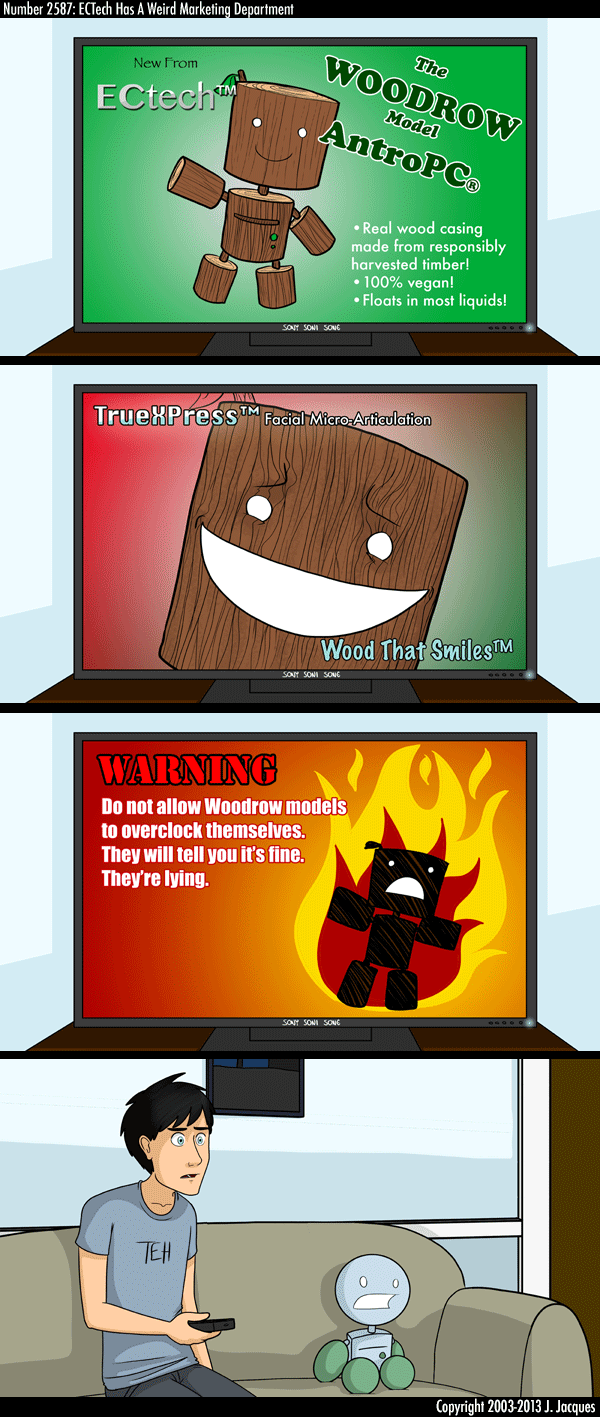 Number 2587: ECTech Has A Weird Marketing Department
New From
ECtech™
The
WOODROW
Model
AntroPC®
•Real wood casing
made from responsibly
harvested timber!
•100% vegan!
•Floats in most liquids!
SONY SONI SONG
TrueXPress™ Facial Micro-Articulation
Wood That Smiles™
SONY SONI SONG
WARNING
Do not allow Woodrow models
to overclock themselves.
They will tell you it's fine.
They're lying.
SONY SONI SONG
TEH
Copyright 2003-2013 J. Jacques